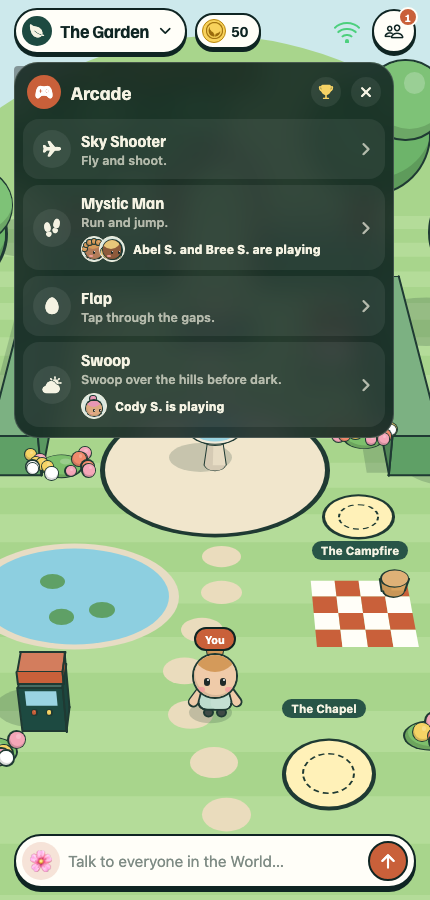 The Garden
50
1
Arcade
Sky Shooter
Fly and shoot.
Mystic Man
Run and jump.
Abel S. and Bree S. are playing
Flap
Tap through the gaps.
Swoop
Swoop over the hills before dark.
Cody S. is playing
The Campfire
You
The Chapel
Talk to everyone in the World...